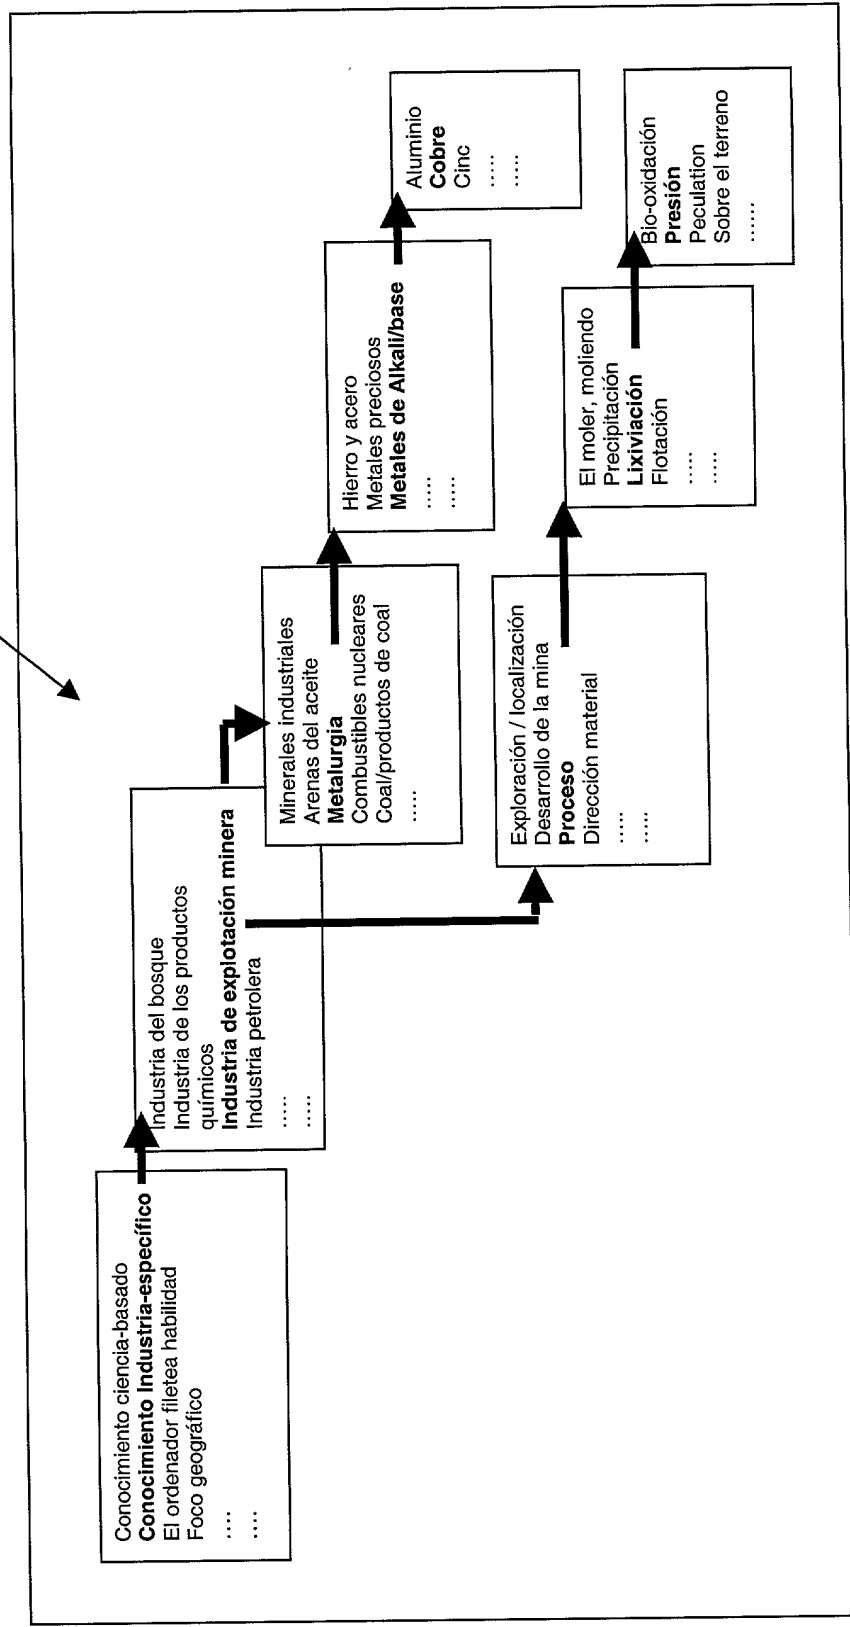 Conocimiento ciencia-basado
Conocimiento Industria-específico
El ordenador filetea habilidad
Foco geográfico
....
....
Industria del bosque
Industria de los productos
químicos
Industria de explotación minera
Industria petrolera
.....
.....
Minerales industriales
Arenas del aceite
Metalurgia
Combustibles nucleares
Coal/productos de coal
.....
Hierro y acero
Metales preciosos
Metales de Alkali/base
.....
.....
Aluminio
Cobre
Cinc
.....
.....
Exploración / localización
Desarrollo de la mina
Proceso
Dirección material
.....
.....
El moler, moliendo
Precipitación
Lixiviación
Flotación
.....
.....
Bio-oxidación
Presión
Peculation
Sobre el terreno
......